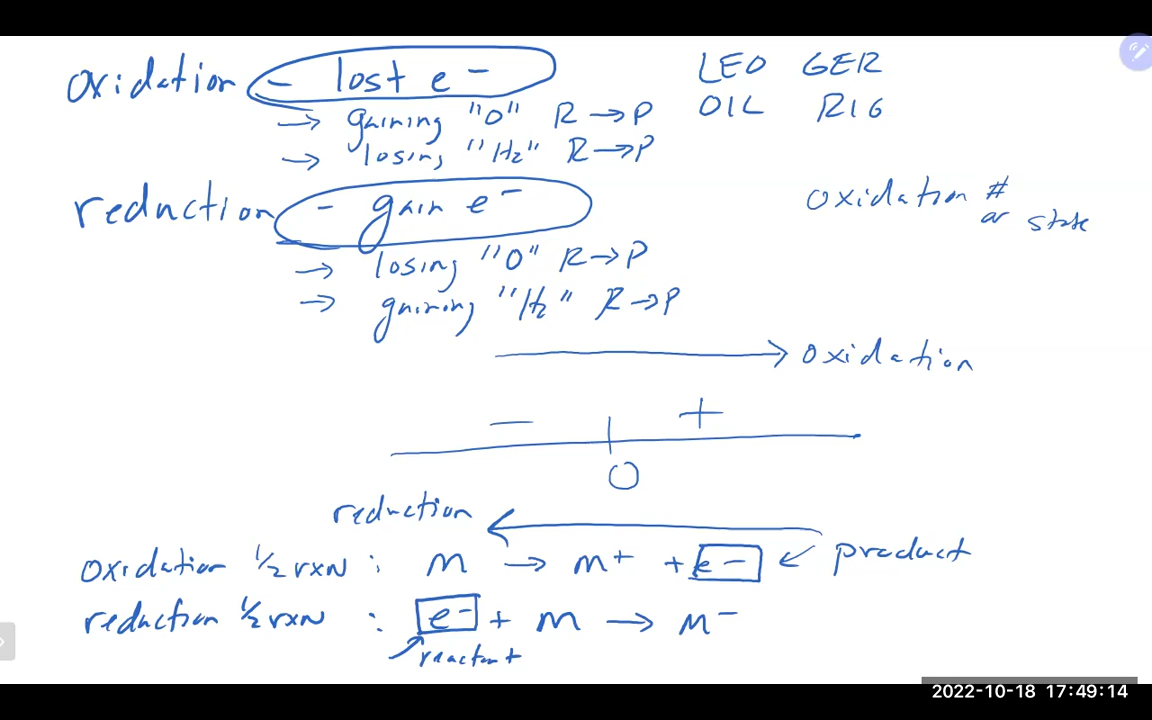 oxidation - lost e-
→ gaining "O" R → P
→ losing "H2" R → P
LEO GER
OIL RIG
reduction - gain e-
→ losing "O" R → P
→ gaining "H2" R → P
oxidation #
or state
→ oxidation
- +
0
reduction ←
oxidation 1/2 rxN : M → M+ + e- ← product
reduction 1/2 rxN : e- + M → M-
reactant
2022-10-18 17:49:14